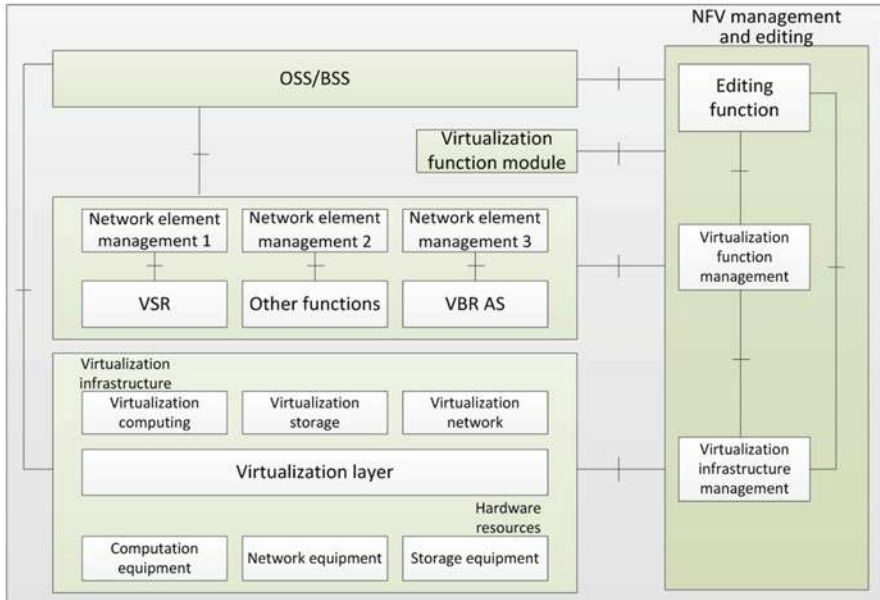 NFV management
and editing
OSS/BSS
Editing
function
Virtualization
function module
Network element
management 1
Network element
management 2
Network element
management 3
Virtualization
function
management
VSR
Other functions
VBR AS
Virtualization
infrastructure
Virtualization
computing
Virtualization
storage
Virtualization
network
Virtualization layer
Virtualization
infrastructure
management
Hardware
resources
Computation
equipment
Network equipment
Storage equipment